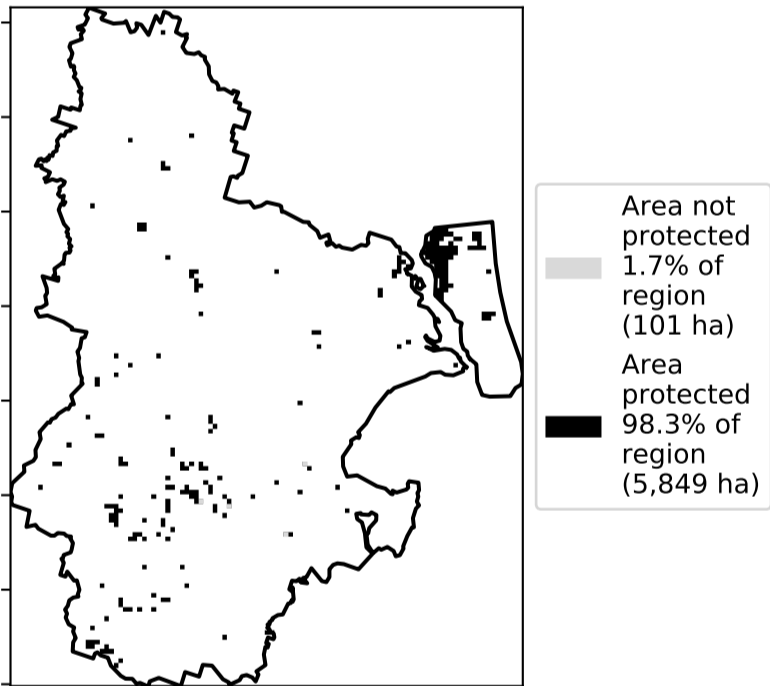 Area not
protected
1.7% of
region
(101 ha)
Area
protected
98.3% of
region
(5,849 ha)